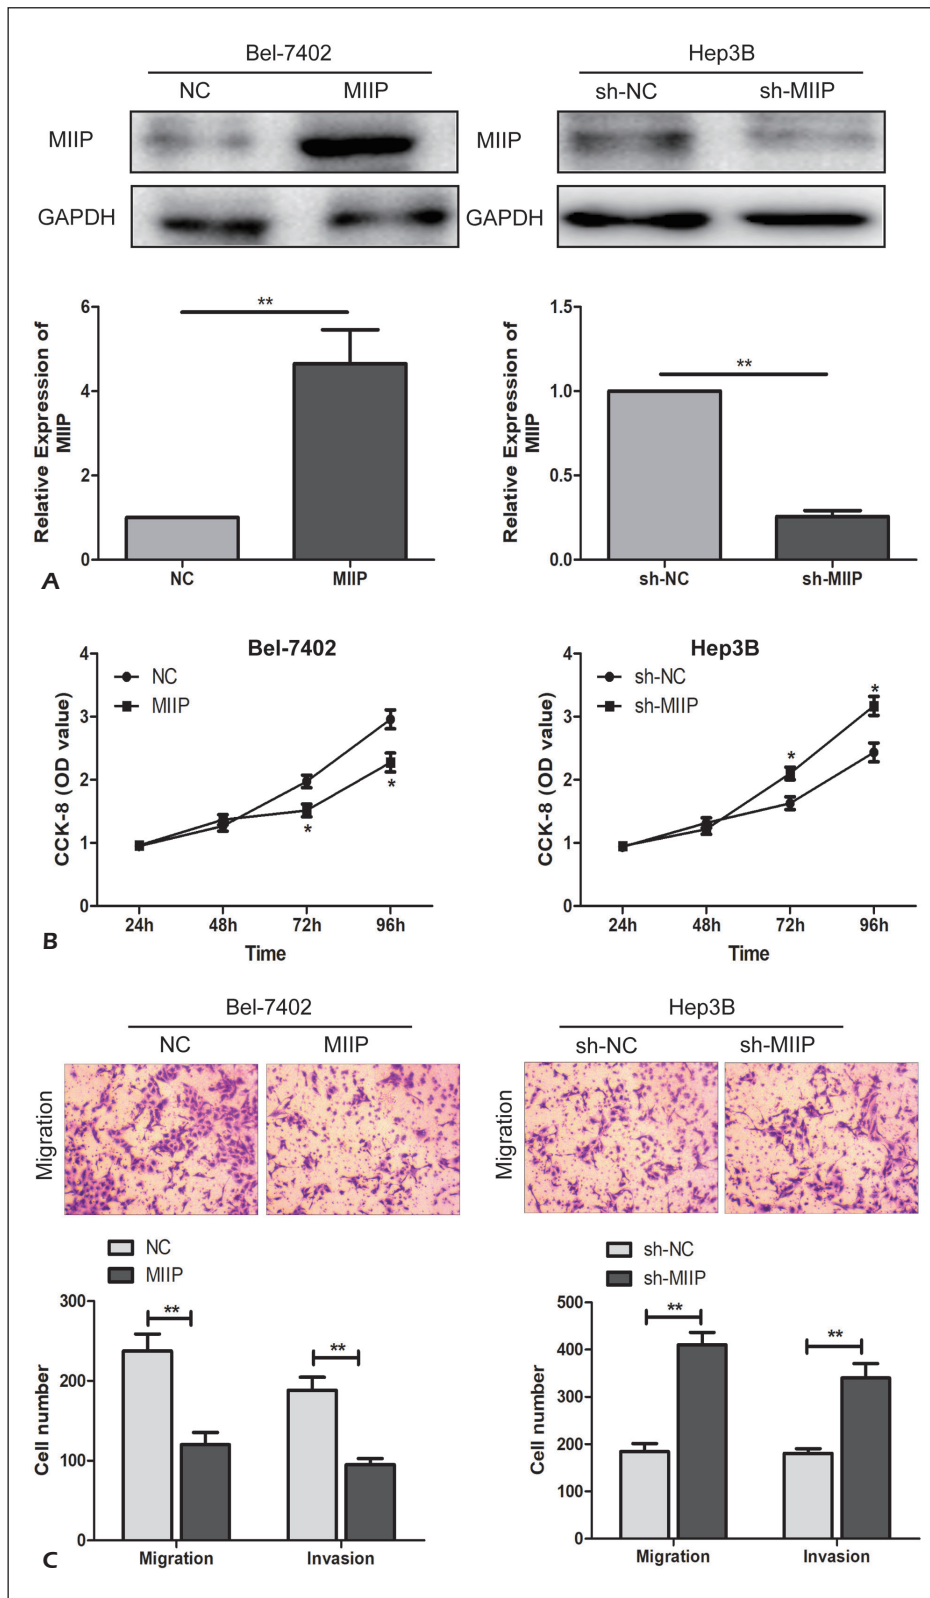 Bel-7402
Hep3B
NC MIIP
sh-NC sh-MIIP
MIIP
MIIP
GAPDH
GAPDH
Relative Expression of
MIIP
6
4
2
0
**
NC MIIP
Relative Expression of
MIIP
1.5
1.0
0.5
0.0
**
sh-NC sh-MIIP
A
Bel-7402
NC
MIIP
CCK-8 (OD value)
4
3
2
1
0
*
*
24h 48h 72h 96h
Time
Hep3B
sh-NC
sh-MIIP
CCK-8 (OD value)
4
3
2
1
0
*
*
24h 48h 72h 96h
Time
B
Bel-7402
NC MIIP
Migration
Hep3B
sh-NC sh-MIIP
Migration
NC
MIIP
Cell number
300
200
100
0
**
**
Migration Invasion
sh-NC
sh-MIIP
Cell number
500
400
300
200
100
0
**
**
Migration Invasion
C